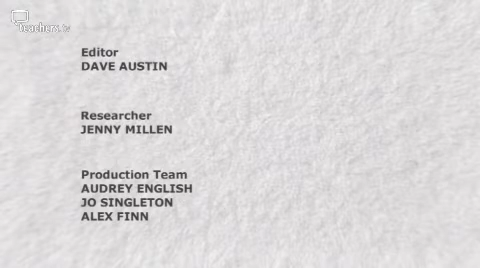 teachers.tv
Editor
DAVE AUSTIN
Researcher
JENNY MILLEN
Production Team
AUDREY ENGLISH
JO SINGLETON
ALEX FINN